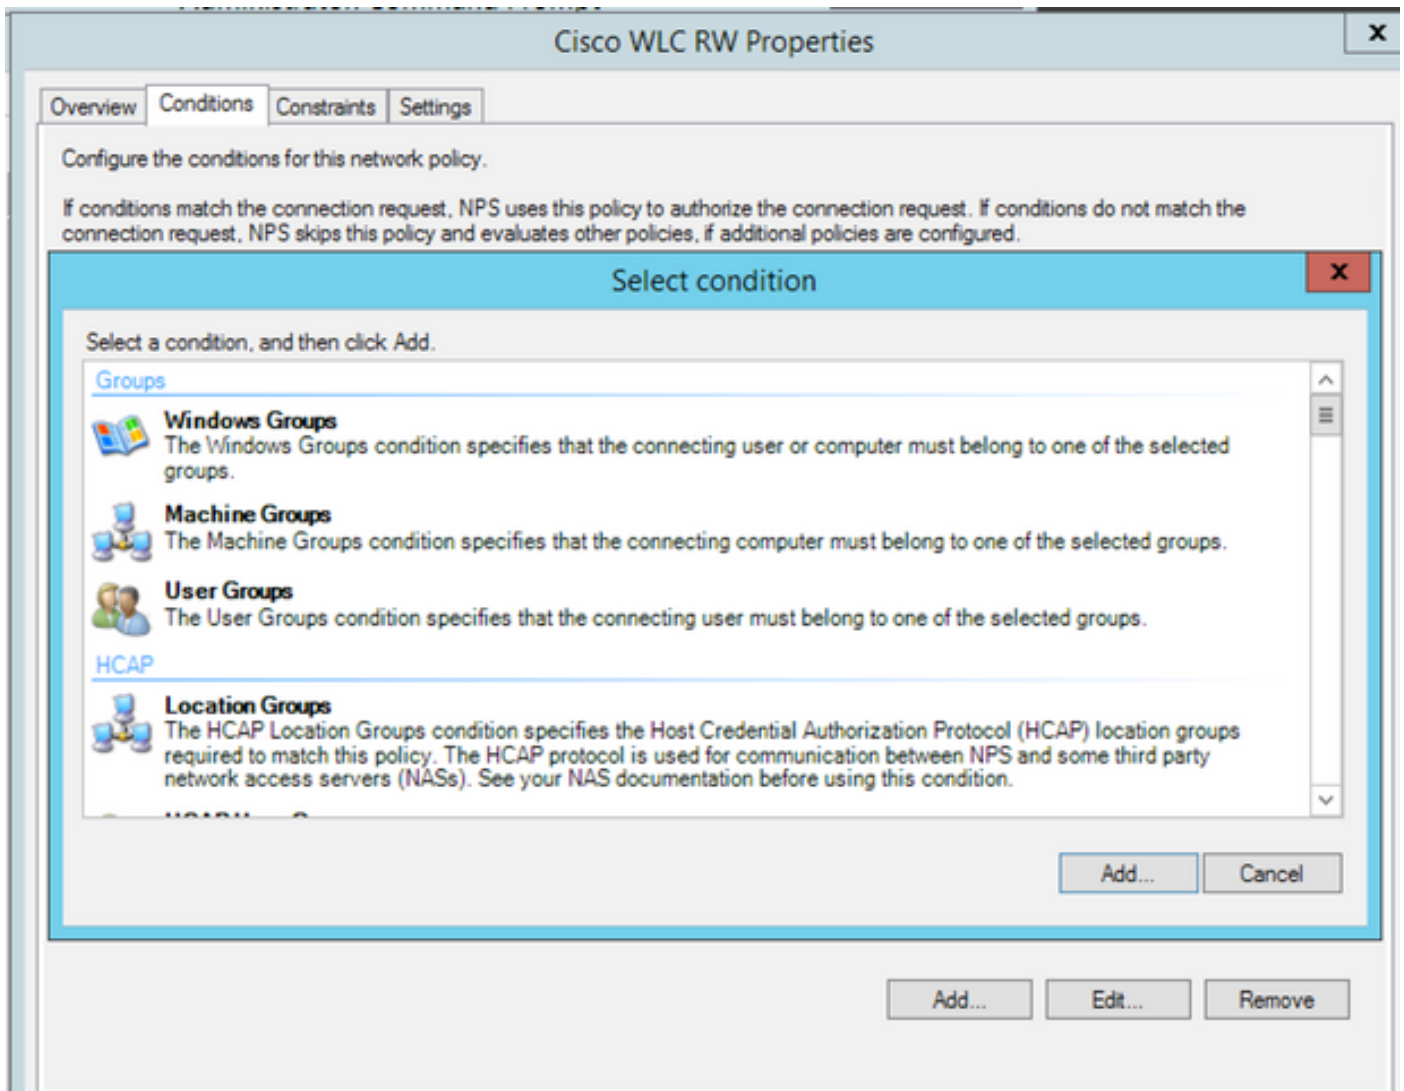 Cisco WLC RW Properties
x
Overview
Conditions
Constraints
Settings
Configure the conditions for this network policy.
If conditions match the connection request, NPS uses this policy to authorize the connection request. If conditions do not match the
connection request, NPS skips this policy and evaluates other policies, if additional policies are configured.
Select condition
x
Select a condition, and then click Add.
Groups
Windows Groups
The Windows Groups condition specifies that the connecting user or computer must belong to one of the selected
groups.
Machine Groups
The Machine Groups condition specifies that the connecting computer must belong to one of the selected groups.
User Groups
The User Groups condition specifies that the connecting user must belong to one of the selected groups.
HCAP
Location Groups
The HCAP Location Groups condition specifies the Host Credential Authorization Protocol (HCAP) location groups
required to match this policy. The HCAP protocol is used for communication between NPS and some third party
network access servers (NASs). See your NAS documentation before using this condition.
Add...
Cancel
Add...
Edit...
Remove